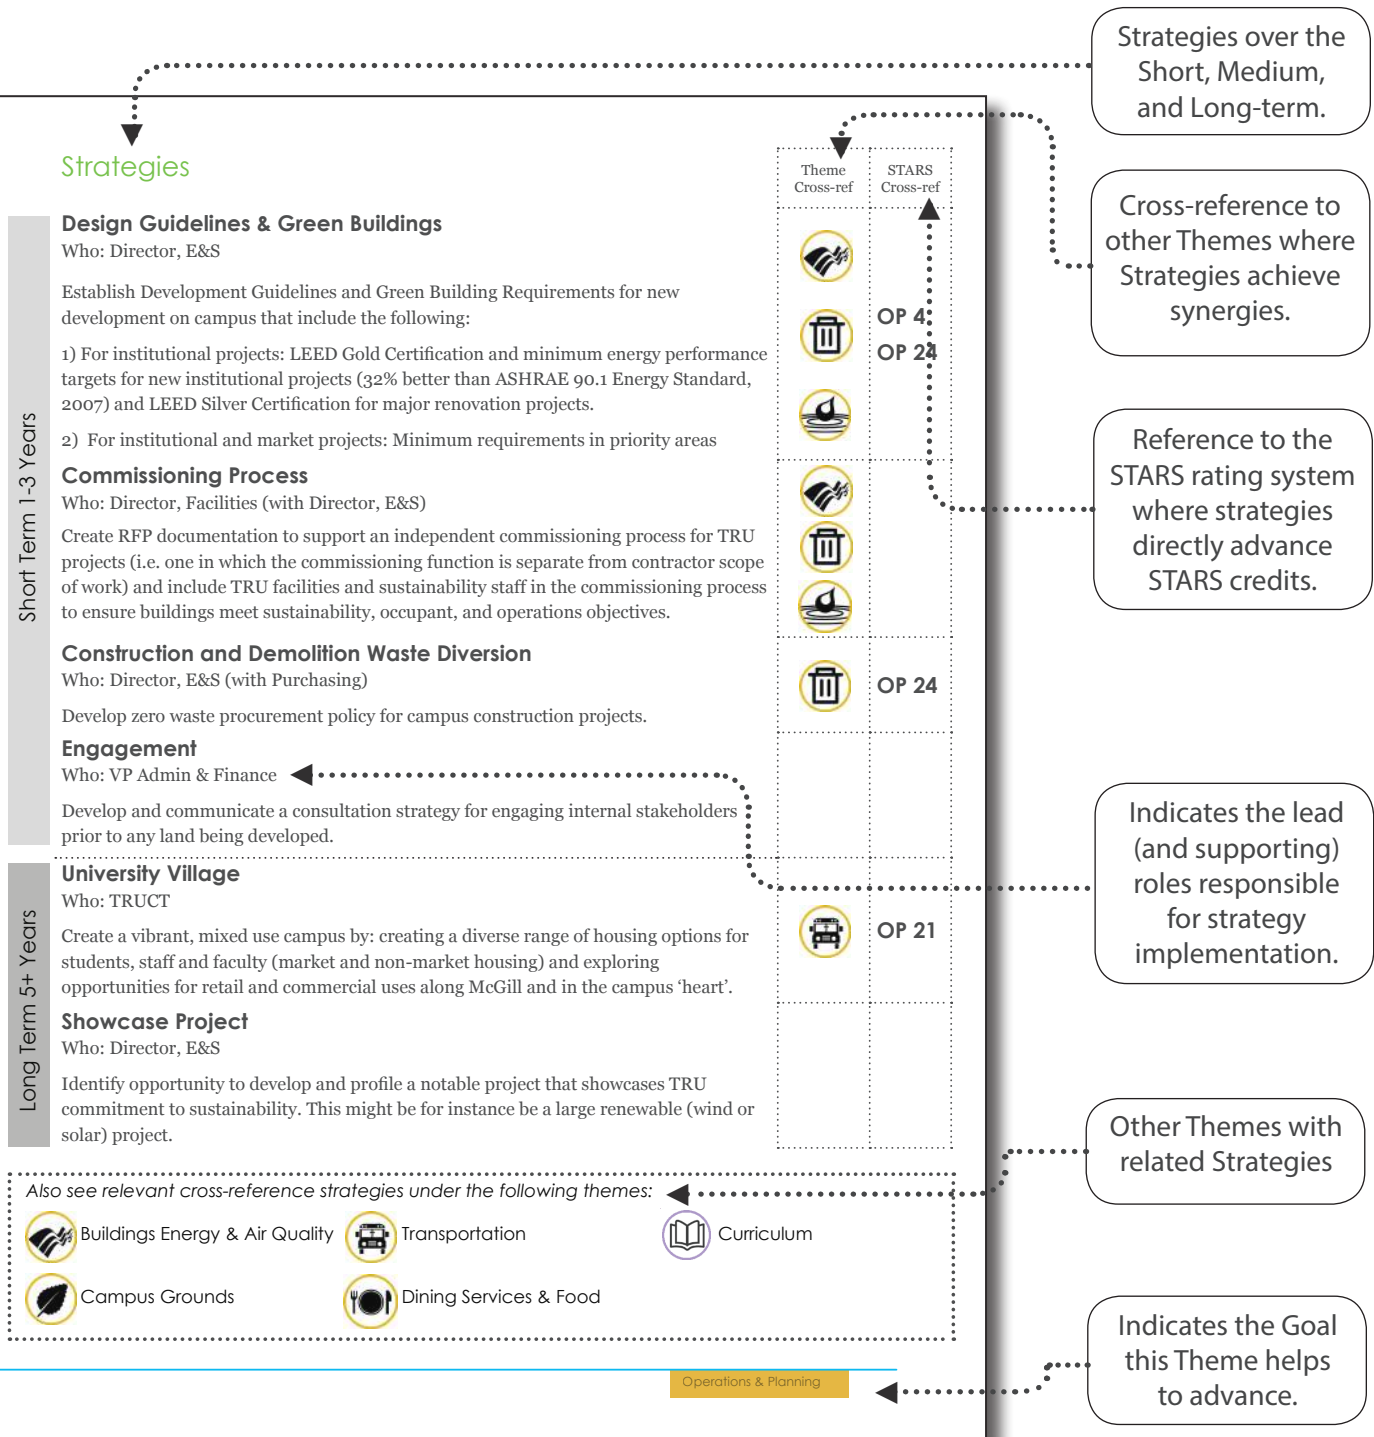 Strategies over the
Short, Medium,
and Long-term.
Strategies
Theme
Cross-ref
STARS
Cross-ref
Cross-reference to
other Themes where
Strategies achieve
synergies.
Short Term 1-3 Years
Design Guidelines & Green Buildings
Who: Director, E&S
Establish Development Guidelines and Green Building Requirements for new
development on campus that include the following:
1) For institutional projects: LEED Gold Certification and minimum energy performance
targets for new institutional projects (32% better than ASHRAE 90.1 Energy Standard,
2007) and LEED Silver Certification for major renovation projects.
2) For institutional and market projects: Minimum requirements in priority areas
OP 4
OP 24
Reference to the
STARS rating system
where strategies
directly advance
STARS credits.
Commissioning Process
Who: Director, Facilities (with Director, E&S)
Create RFP documentation to support an independent commissioning process for TRU
projects (i.e. one in which the commissioning function is separate from contractor scope
of work) and include TRU facilities and sustainability staff in the commissioning process
to ensure buildings meet sustainability, occupant, and operations objectives.
Construction and Demolition Waste Diversion
Who: Director, E&S (with Purchasing)
Develop zero waste procurement policy for campus construction projects.
OP 24
Engagement
Who: VP Admin & Finance
Develop and communicate a consultation strategy for engaging internal stakeholders
prior to any land being developed.
Indicates the lead
(and supporting)
roles responsible
for strategy
implementation.
Long Term 5+ Years
University Village
Who: TRUCT
Create a vibrant, mixed use campus by: creating a diverse range of housing options for
students, staff and faculty (market and non-market housing) and exploring
opportunities for retail and commercial uses along McGill and in the campus ‘heart’.
OP 21
Showcase Project
Who: Director, E&S
Identify opportunity to develop and profile a notable project that showcases TRU
commitment to sustainability. This might be for instance be a large renewable (wind or
solar) project.
Other Themes with
related Strategies
Also see relevant cross-reference strategies under the following themes:
Buildings Energy & Air Quality
Transportation
Curriculum
Campus Grounds
Dining Services & Food
Indicates the Goal
this Theme helps
to advance.
Operations & Planning